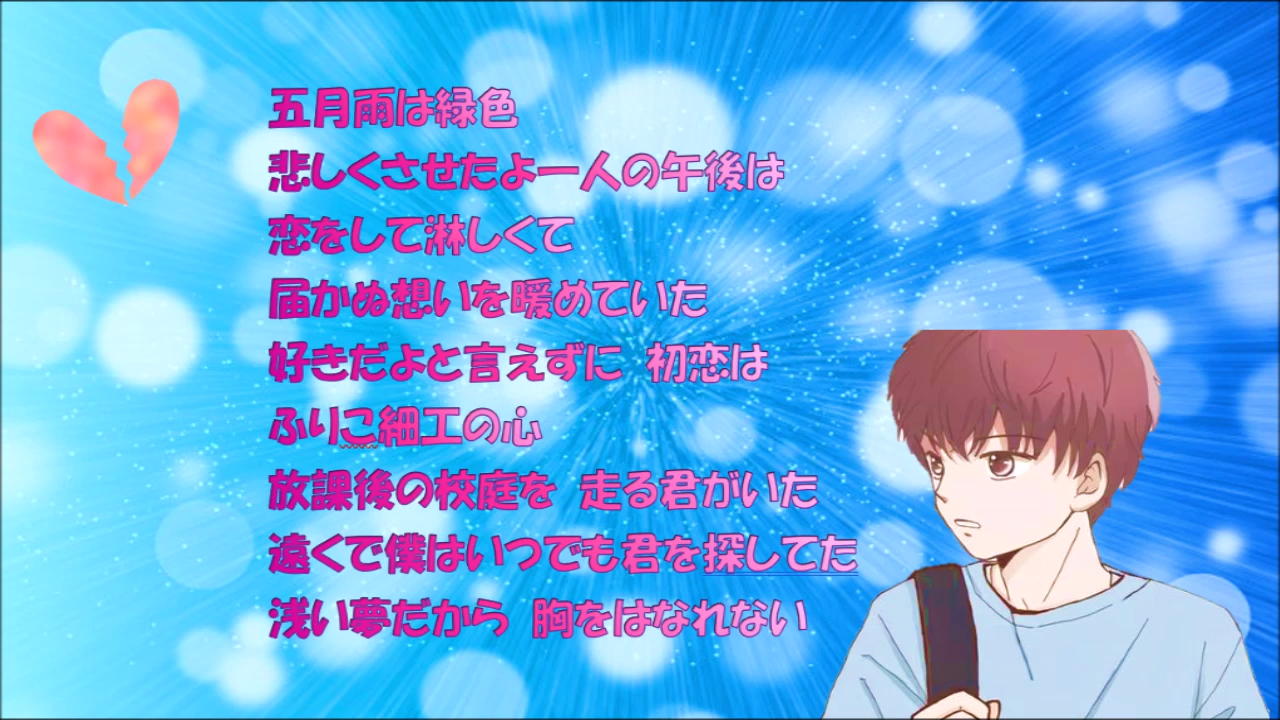 五月雨は緑色
悲しくさせたよ一人の午後は
恋をして淋しくて
届かぬ想いを暖めていた
好きだよと言えずに 初恋は
ふりこ細工の心
放課後の校庭を 走る君がいた
遠くで僕はいつでも君を探してた
浅い夢だから 胸をはなれない